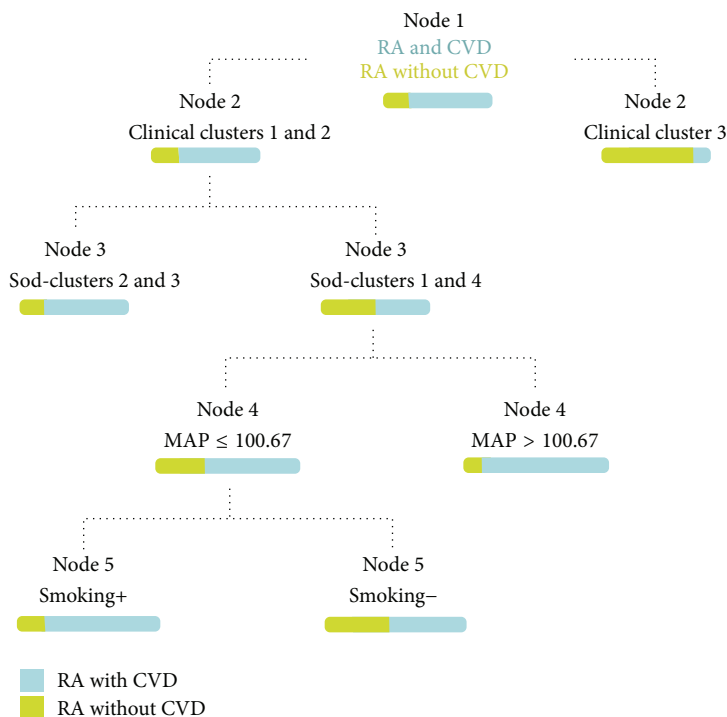 Node 1
RA and CVD
RA without CVD
Node 2
Clinical clusters 1 and 2
Node 2
Clinical cluster 3
Node 3
Sod-clusters 2 and 3
Node 3
Sod-clusters 1 and 4
Node 4
MAP ≤ 100.67
Node 4
MAP > 100.67
Node 5
Smoking+
Node 5
Smoking−
RA with CVD
RA without CVD